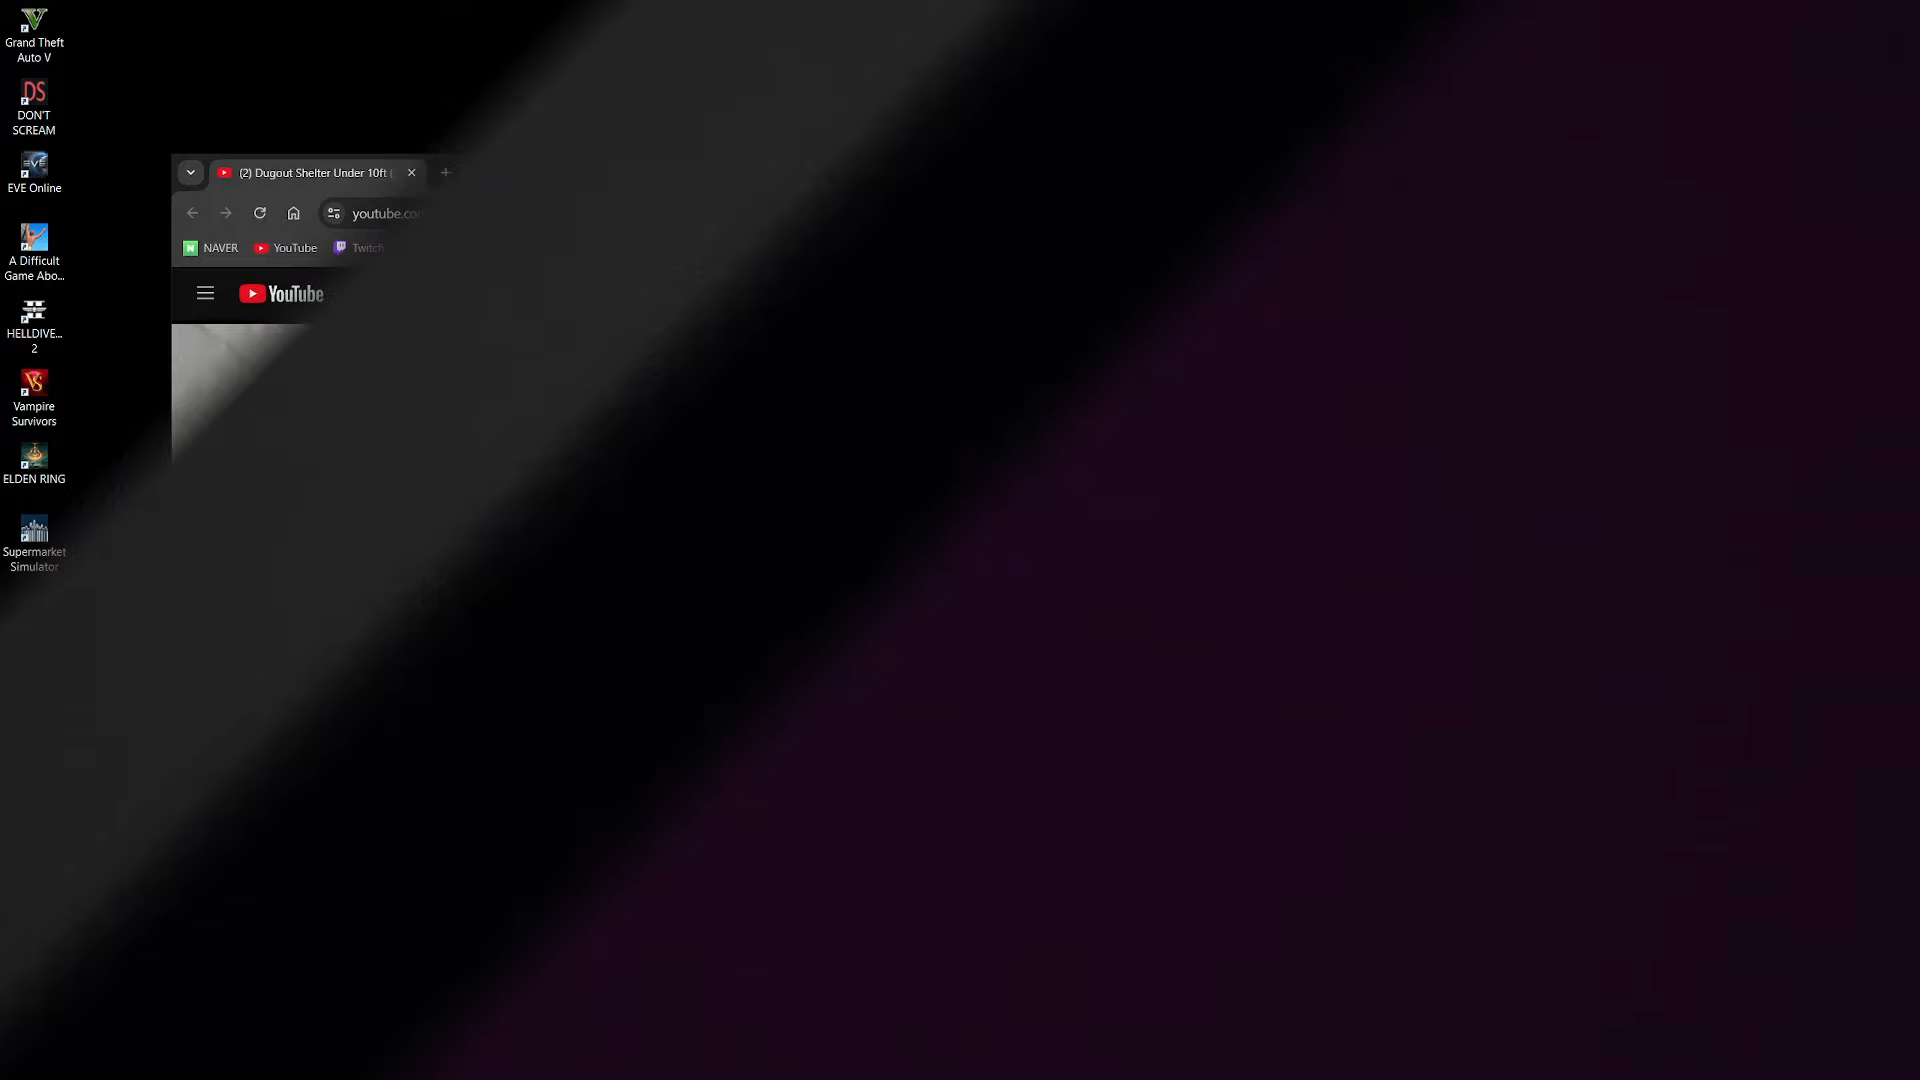 Grand Theft
Auto V
DON'T
SCREAM
EVE Online
A Difficult
Game Abo...
HELLDIVE...
2
Vampire
Survivors
ELDEN RING
Supermarket
Simulator
(2) Dugout Shelter Under 10ft
youtube.co
NAVER YouTube Twitch
YouTube